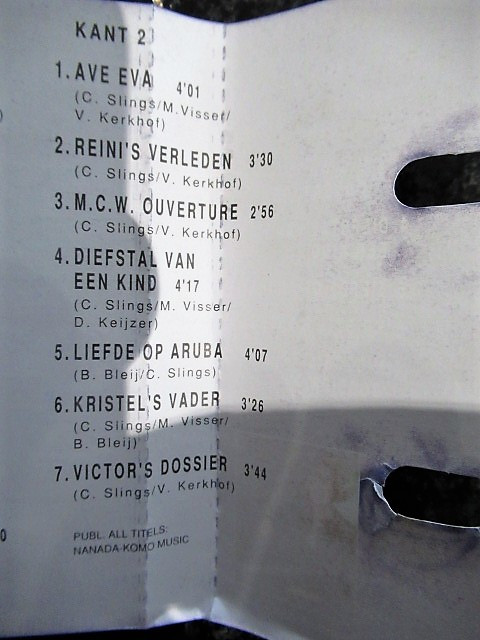 KANT 2
1. AVE EVA 4'01
(C. Slings/M. Visser/
V. Kerkhof)
2. REINI'S VERLEDEN 3'30
(C. Slings/V. Kerkhof)
3. M.C.W. OUVERTURE 2'56
(C. Slings/V. Kerkhof)
4. DIEFSTAL VAN
EEN KIND 4'17
(C. Slings/M. Visser/
D. Keijzer)
5. LIEFDE OP ARUBA 4'07
(B. Bleij/C. Slings)
6. KRISTEL'S VADER 3'26
(C. Slings/M. Visser/
B. Bleij)
7. VICTOR'S DOSSIER 3'44
(C. Slings/V. Kerkhof)
PUBL. ALL TITELS:
NANADA-KOMO MUSIC